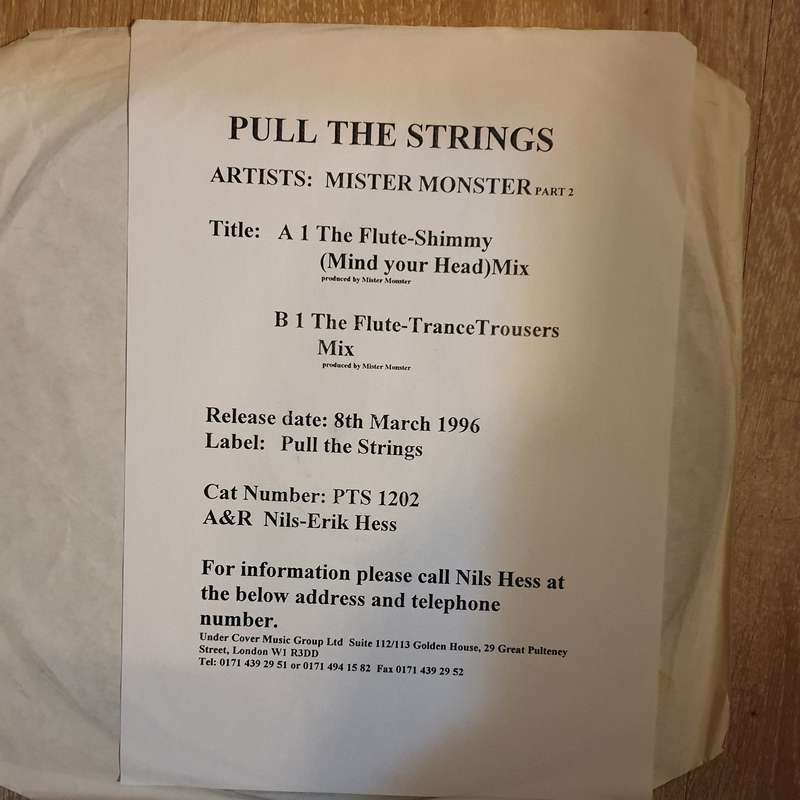 PULL THE STRINGS
ARTISTS: MISTER MONSTER PART 2
Title: A 1 The Flute-Shimmy
(Mind your Head)Mix
produced by Mister Monster
B 1 The Flute-TranceTrousers
Mix
produced by Mister Monster
Release date: 8th March 1996
Label: Pull the Strings
Cat Number: PTS 1202
A&R Nils-Erik Hess
For information please call Nils Hess at
the below address and telephone
number.
Under Cover Music Group Ltd Suite 112/113 Golden House, 29 Great Pulteney
Street, London W1 R3DD
Tel: 0171 439 29 51 or 0171 494 15 82 Fax 0171 439 29 52